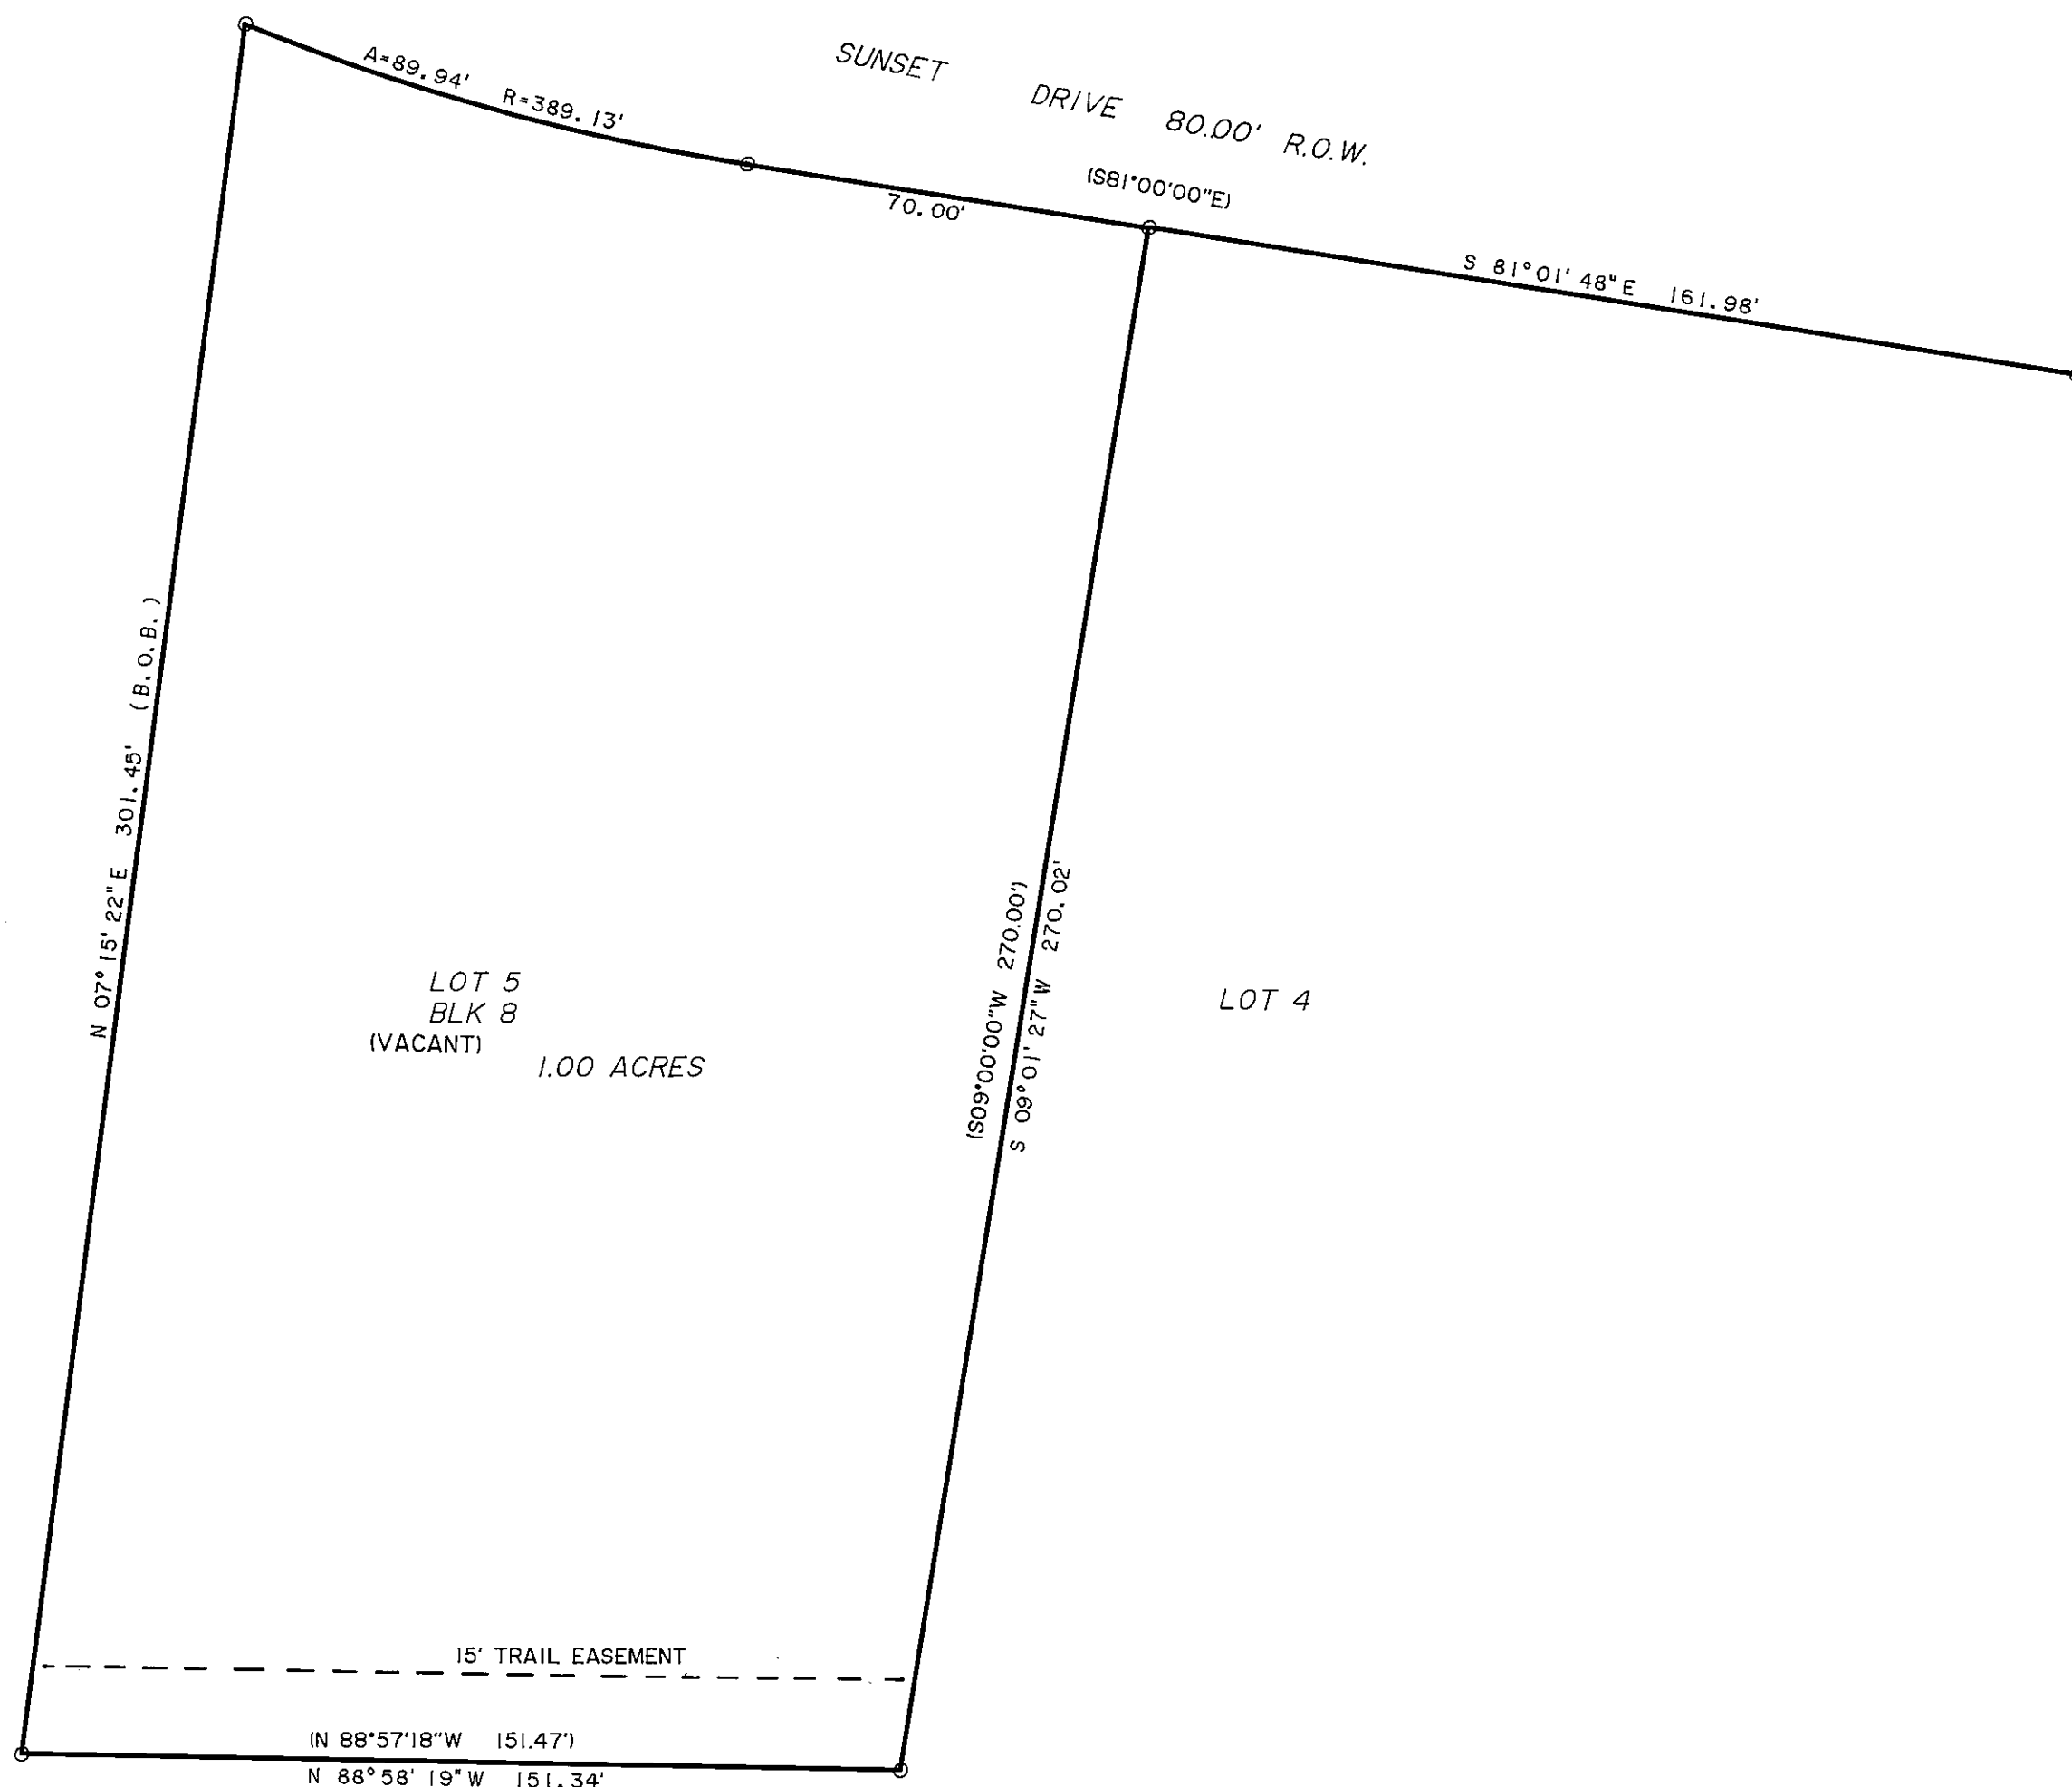 SUNSET DRIVE 80.00' R.O.W.
A=89.94' R=389.13'
(S81°00'00"E)
70.00'
S 81°01'48"E 161.98'
N 07°15'22"E 301.45' (B.O.B.)
(S09°00'00"W 270.00')
S 09°01'27"W 270.02'
LOT 5
BLK 8
(VACANT)
1.00 ACRES
LOT 4
15' TRAIL EASEMENT
(N 88°57'18"W 151.47')
N 88°58'19"W 151.34'